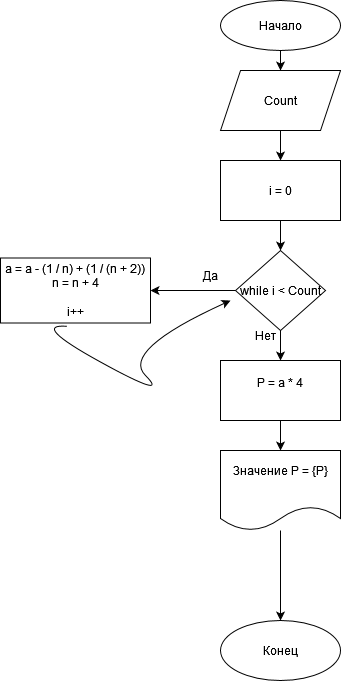 Начало
Count
i = 0
while i < Count
Да
a = a - (1 / n) + (1 / (n + 2))
n = n + 4
i++
Нет
P = a * 4
Значение P = {P}
Конец